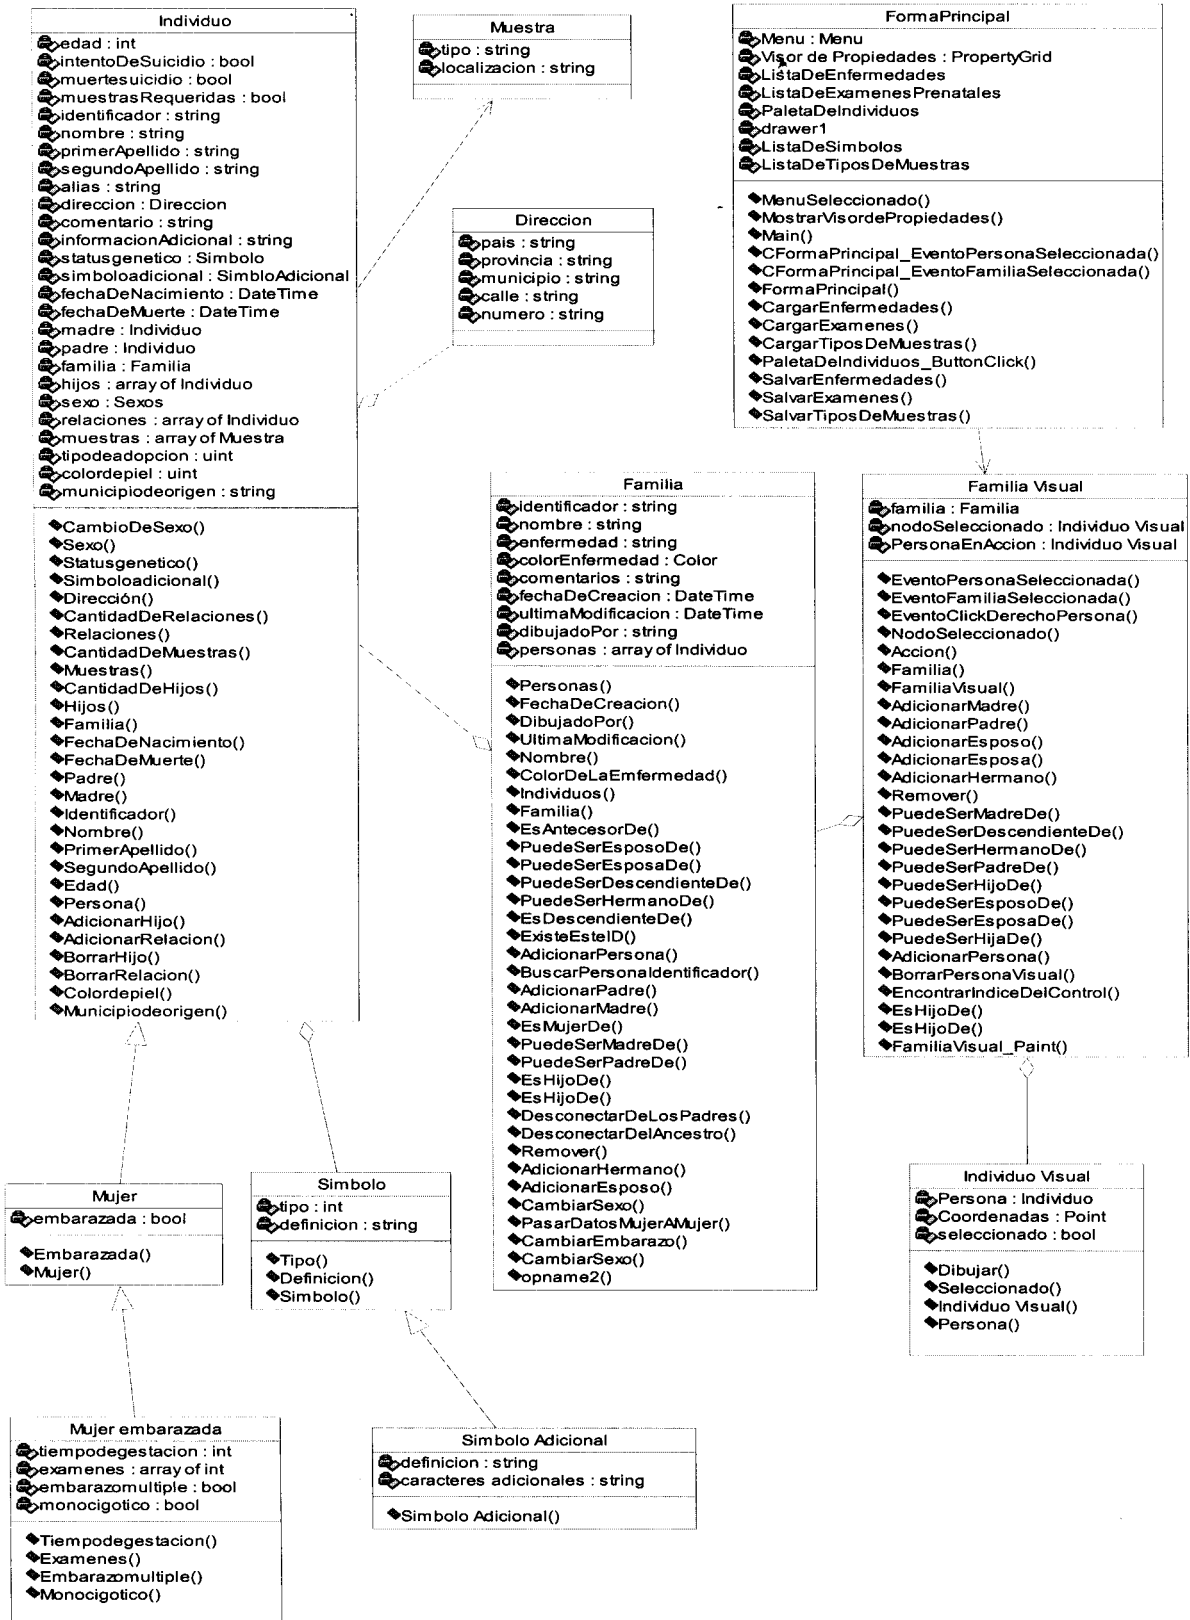 Individuo
edad : int
intentoDeSuicidio : bool
muertesuicidio : bool
muestrasRequeridas : bool
identificador : string
nombre : string
primerApellido : string
segundoApellido : string
alias : string
direccion : Direccion
comentario : string
informacionAdicional : string
statusgenetico : Simbolo
simboloadicional : SimbloAdicional
fechaDeNacimiento : DateTime
fechaDeMuerte : DateTime
madre : Individuo
padre : Individuo
familia : Familia
hijos : array of Individuo
sexo : Sexos
relaciones : array of Individuo
muestras : array of Muestra
tipodeadopcion : uint
colordepiel : uint
municipiodeorigen : string
CambioDeSexo()
Sexo()
Statusgenetico()
Simboloadicional()
Dirección()
CantidadDeRelaciones()
Relaciones()
CantidadDeMuestras()
Muestras()
CantidadDeHijos()
Hijos()
Familia()
FechaDeNacimiento()
FechaDeMuerte()
Padre()
Madre()
Identificador()
Nombre()
PrimerApellido()
SegundoApellido()
Edad()
Persona()
AdicionarHijo()
AdicionarRelacion()
BorrarHijo()
BorrarRelacion()
Colordepiel()
Municipiodeorigen()
Muestra
tipo : string
localizacion : string
Direccion
pais : string
provincia : string
municipio : string
calle : string
numero : string
FormaPrincipal
Menu : Menu
Visor de Propiedades : PropertyGrid
ListaDeEnfermedades
ListaDeExamenesPrenatales
PaletaDeIndividuos
drawer1
ListaDeSimbolos
ListaDeTiposDeMuestras
MenuSeleccionado()
MostrarVisordePropiedades()
Main()
CFormaPrincipal_EventoPersonaSeleccionada()
CFormaPrincipal_EventoFamiliaSeleccionada()
FormaPrincipal()
CargarEnfermedades()
CargarExamenes()
CargarTiposDeMuestras()
PaletaDeIndividuos_ButtonClick()
SalvarEnfermedades()
SalvarExamenes()
SalvarTiposDeMuestras()
Familia
Identificador : string
nombre : string
enfermedad : string
colorEnfermedad : Color
comentarios : string
fechaDeCreacion : DateTime
ultimaModificacion : DateTime
dibujadoPor : string
personas : array of Individuo
Personas()
FechaDeCreacion()
DibujadoPor()
UltimaModificacion()
Nombre()
ColorDeLaEmfermedad()
Individuos()
Familia()
EsAntecesorDe()
PuedeSerEsposoDe()
PuedeSerEsposaDe()
PuedeSerDescendienteDe()
PuedeSerHermanoDe()
EsDescendienteDe()
ExisteEsteID()
AdicionarPersona()
BuscarPersonaIdentificador()
AdicionarPadre()
AdicionarMadre()
EsMujerDe()
PuedeSerMadreDe()
PuedeSerPadreDe()
EsHijoDe()
EsHijoDe()
DesconectarDeLosPadres()
DesconectarDelAncestro()
Remover()
AdicionarHermano()
AdicionarEsposo()
CambiarSexo()
PasarDatosMujerAMujer()
CambiarEmbarazo()
CambiarSexo()
opname2()
Familia Visual
familia : Familia
nodoSeleccionado : Individuo Visual
PersonaEnAccion : Individuo Visual
EventoPersonaSeleccionada()
EventoFamiliaSeleccionada()
EventoClickDerechoPersona()
NodoSeleccionado()
Accion()
Familia()
FamiliaVisual()
AdicionarMadre()
AdicionarPadre()
AdicionarEsposo()
AdicionarEsposa()
AdicionarHermano()
Remover()
PuedeSerMadreDe()
PuedeSerDescendienteDe()
PuedeSerHermanoDe()
PuedeSerPadreDe()
PuedeSerHijoDe()
PuedeSerEsposoDe()
PuedeSerEsposaDe()
PuedeSerHijaDe()
AdicionarPersona()
BorrarPersonaVisual()
EncontrarIndiceDelControl()
EsHijoDe()
EsHijoDe()
FamiliaVisual_Paint()
Mujer
embarazada : bool
Embarazada()
Mujer()
Simbolo
tipo : int
definicion : string
Tipo()
Definicion()
Simbolo()
Individuo Visual
Persona : Individuo
Coordenadas : Point
seleccionado : bool
Dibujar()
Seleccionado()
Individuo Visual()
Persona()
Mujer embarazada
tiempodegestacion : int
examenes : array of int
embarazomultiple : bool
monocigotico : bool
Tiempodegestacion()
Examenes()
Embarazomultiple()
Monocigotico()
Simbolo Adicional
definicion : string
caracteres adicionales : string
Simbolo Adicional()